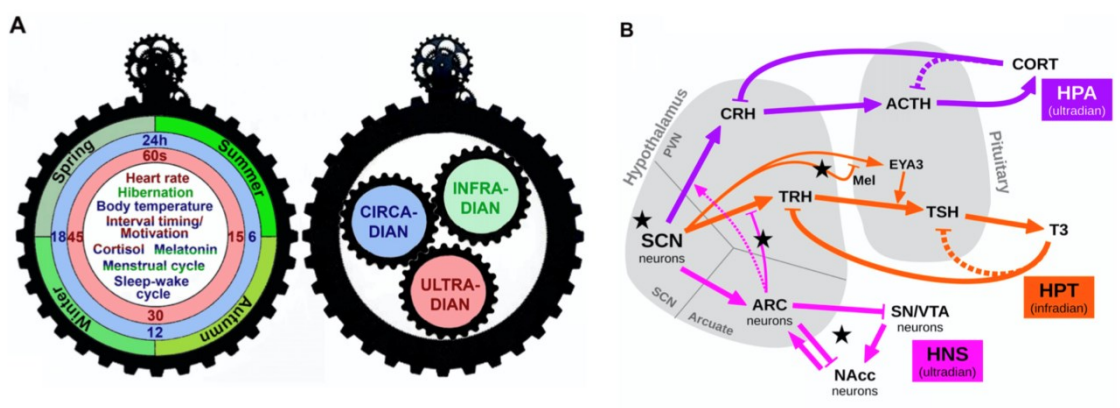 A
Spring
Summer
Autumn
Winter
24h
60s
18
45
15
6
30
12
Heart rate
Hibernation
Body temperature
Interval timing/
Motivation
Cortisol Melatonin
Menstrual cycle
Sleep-wake
cycle
CIRCA-
DIAN
INFRA-
DIAN
ULTRA-
DIAN
B
Hypothalamus
PVN
SCN
Arcuate
Pituitary
CRH
ACTH
CORT
HPA
(ultradian)
EYA3
Mel
TRH
TSH
T3
HPT
(infradian)
SCN
neurons
ARC
neurons
SN/VTA
neurons
NAcc
neurons
HNS
(ultradian)